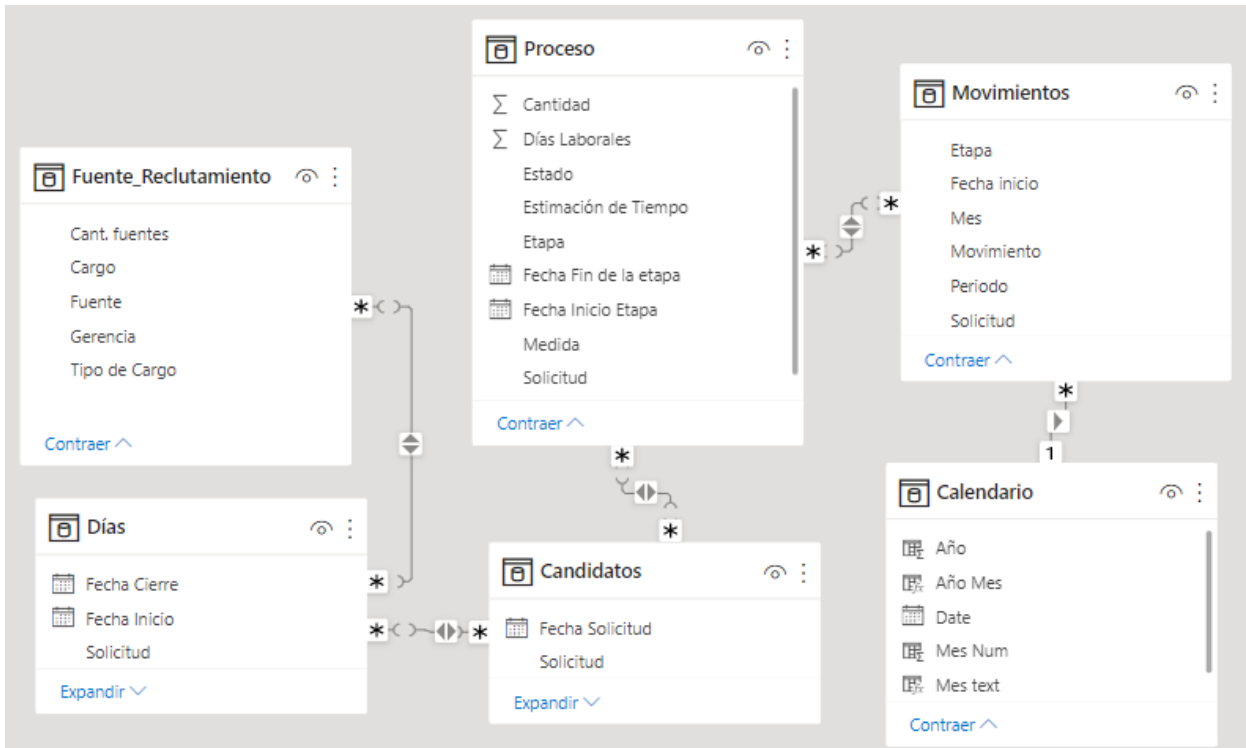 Proceso
Σ Cantidad
Σ Días Laborales
Estado
Estimación de Tiempo
Etapa
Fecha Fin de la etapa
Fecha Inicio Etapa
Medida
Solicitud
Contraer
Movimientos
Etapa
Fecha inicio
Mes
Movimiento
Periodo
Solicitud
Contraer
Fuente_Reclutamiento
Cant. fuentes
Cargo
Fuente
Gerencia
Tipo de Cargo
Contraer
*
*
*
*
1
*
*
*
*
*
Días
Fecha Cierre
Fecha Inicio
Solicitud
Expandir
Candidatos
Fecha Solicitud
Solicitud
Expandir
Calendario
Año
Año Mes
Date
Mes Num
Mes text
Contraer